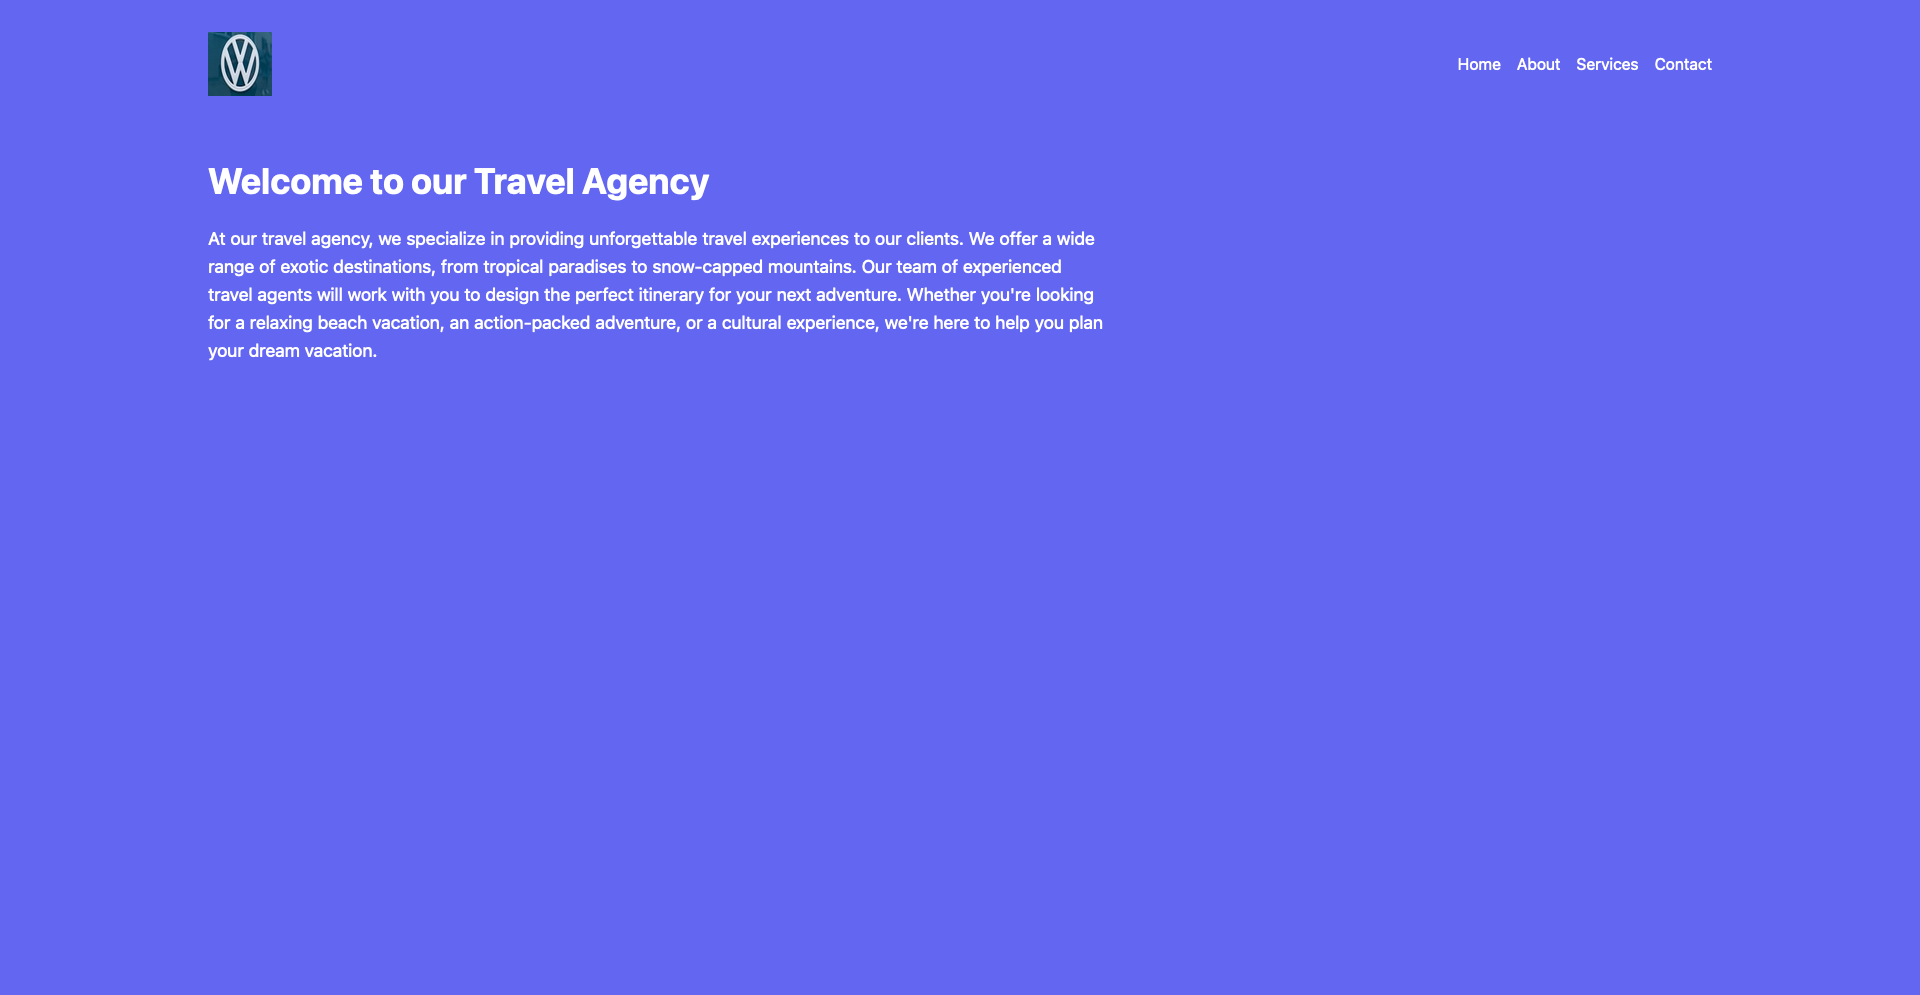 Home About Services Contact
Welcome to our Travel Agency
At our travel agency, we specialize in providing unforgettable travel experiences to our clients. We offer a wide
range of exotic destinations, from tropical paradises to snow-capped mountains. Our team of experienced
travel agents will work with you to design the perfect itinerary for your next adventure. Whether you're looking
for a relaxing beach vacation, an action-packed adventure, or a cultural experience, we're here to help you plan
your dream vacation.